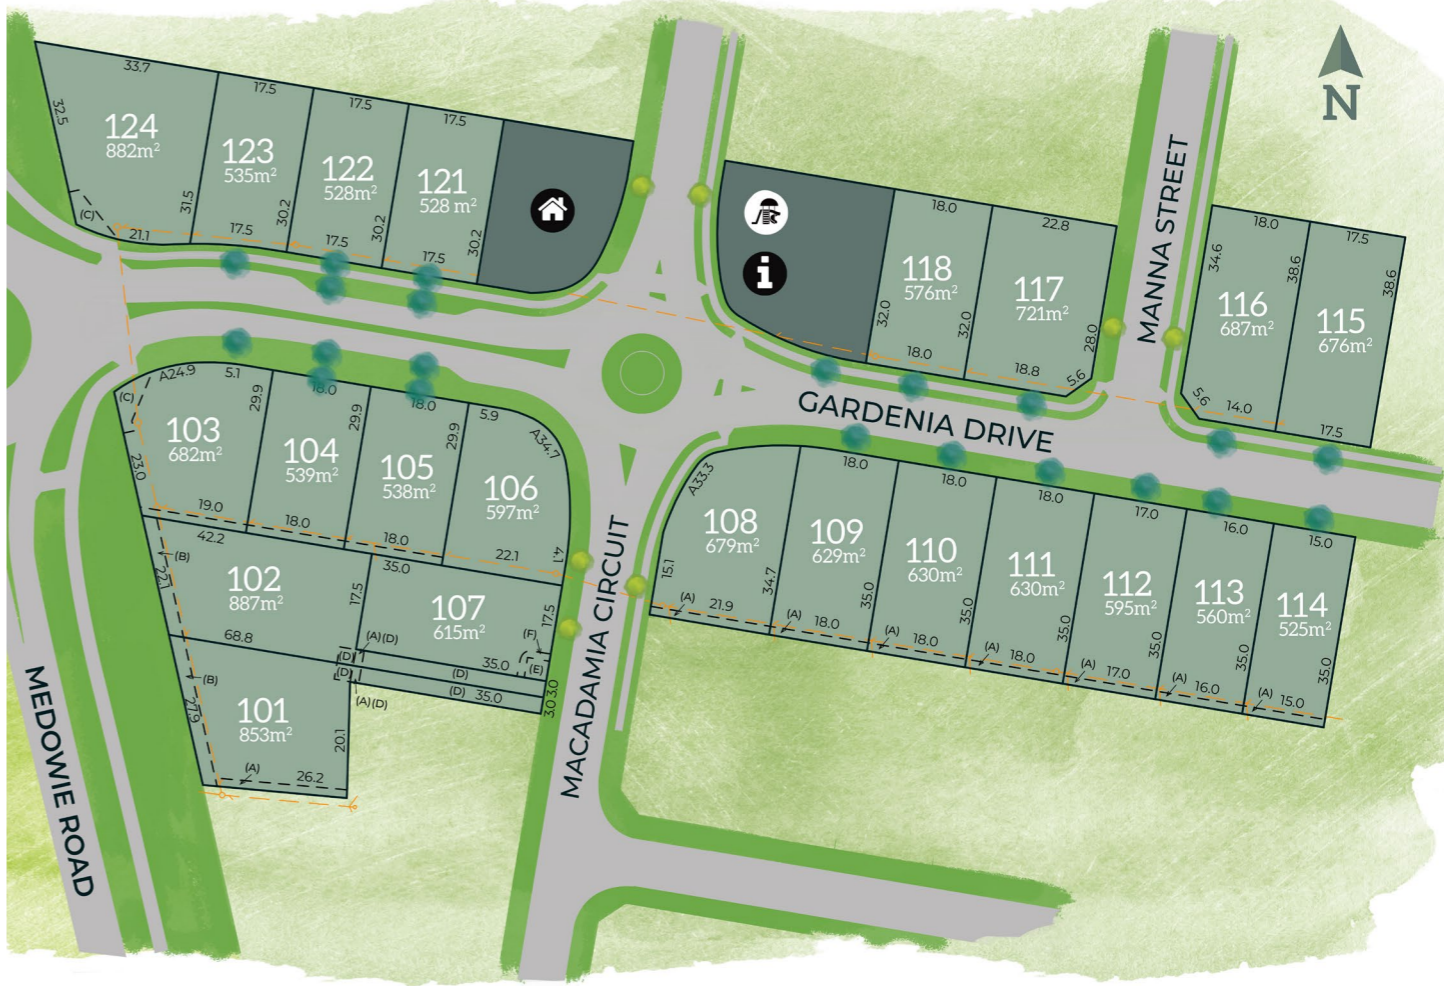 N
33.7
32.5
124
882m²
(C)
21.1
17.5
123
535m²
31.5
17.5
17.5
122
528m²
30.2
17.5
17.5
121
528 m²
30.2
17.5
30.2
18.0
118
576m²
32.0
18.0
22.8
117
721m²
32.0
18.8
28.0
5.6
MANNA STREET
18.0
34.6
116
687m²
38.6
5.6
14.0
17.5
115
676m²
38.6
17.5
GARDENIA DRIVE
A24.9
5.1
(C)
103
682m²
29.9
23.0
19.0
18.0
104
539m²
29.9
18.0
18.0
105
538m²
29.9
18.0
5.9
A34.7
106
597m²
22.1
4.1
42.2
(B)
22.1
102
887m²
17.5
68.8
35.0
107
615m²
17.5
(A)(D)
(F)
(E)
35.0
(D)
(D)
(D)
(D)
35.0
3.0
3.0
(A)(D)
(B)
27.9
101
853m²
20.1
(A)
26.2
MEDOWIE ROAD
MACADAMIA CIRCUIT
A33.3
108
679m²
15.1
34.7
(A)
21.9
18.0
109
629m²
35.0
(A)
18.0
18.0
110
630m²
35.0
(A)
18.0
18.0
111
630m²
35.0
(A)
18.0
17.0
112
595m²
35.0
(A)
17.0
16.0
113
560m²
35.0
(A)
16.0
15.0
114
525m²
35.0
(A)
15.0